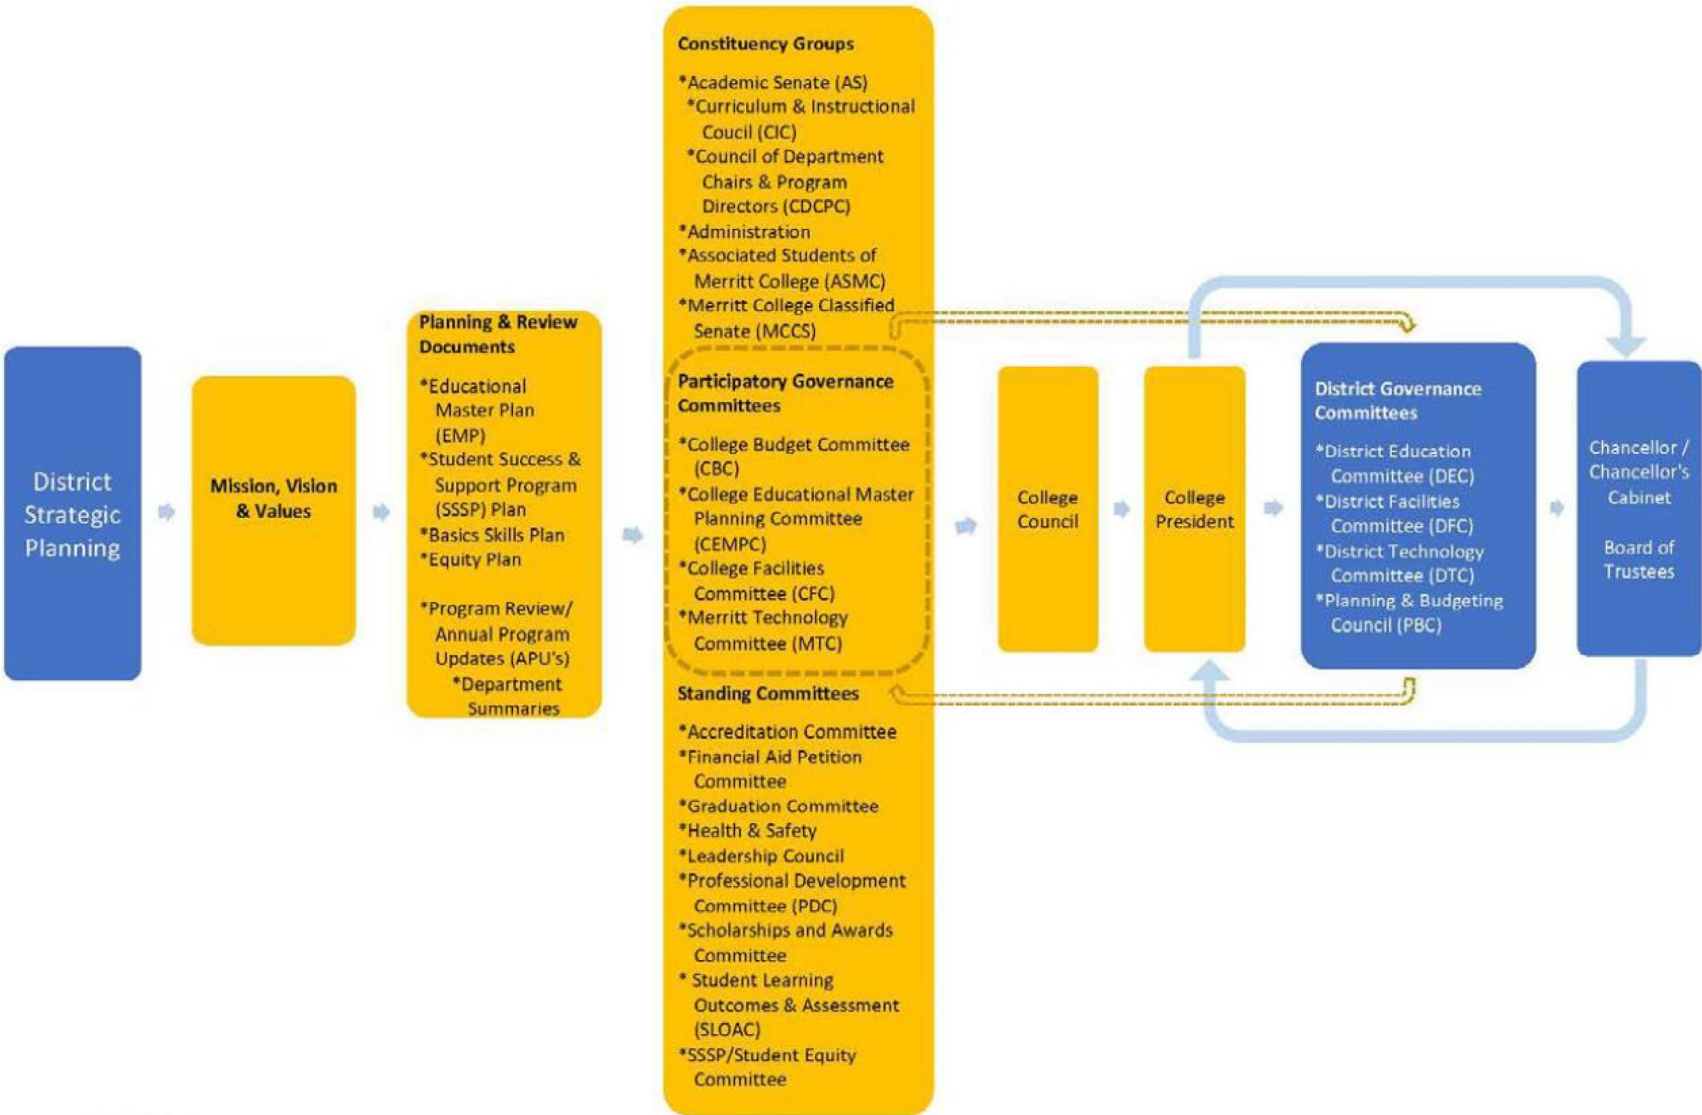 District
Strategic
Planning
Mission, Vision
& Values
Planning & Review
Documents
*Educational
Master Plan
(EMP)
*Student Success &
Support Program
(SSSP) Plan
*Basics Skills Plan
*Equity Plan
*Program Review/
Annual Program
Updates (APU's)
*Department
Summaries
Constituency Groups
*Academic Senate (AS)
*Curriculum & Instructional
Coucil (CIC)
*Council of Department
Chairs & Program
Directors (CDCPC)
*Administration
*Associated Students of
Merritt College (ASMC)
*Merritt College Classified
Senate (MCCS)
Participatory Governance
Committees
*College Budget Committee
(CBC)
*College Educational Master
Planning Committee
(CEMPC)
*College Facilities
Committee (CFC)
*Merritt Technology
Committee (MTC)
Standing Committees
*Accreditation Committee
*Financial Aid Petition
Committee
*Graduation Committee
*Health & Safety
*Leadership Council
*Professional Development
Committee (PDC)
*Scholarships and Awards
Committee
* Student Learning
Outcomes & Assessment
(SLOAC)
*SSSP/Student Equity
Committee
College
Council
College
President
District Governance
Committees
*District Education
Committee (DEC)
*District Facilities
Committee (DFC)
*District Technology
Committee (DTC)
*Planning & Budgeting
Council (PBC)
Chancellor /
Chancellor's
Cabinet
Board of
Trustees